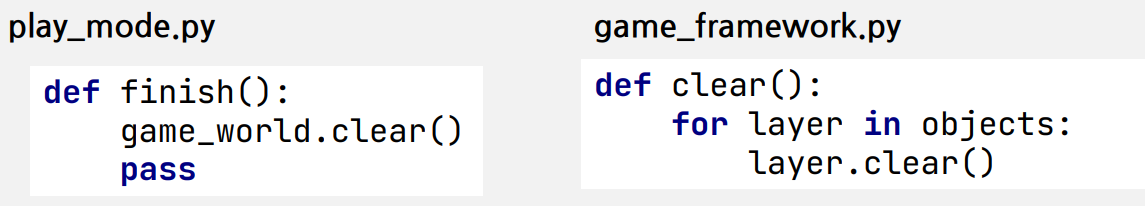 play_mode.py
def finish():
    game_world.clear()
    pass
game_framework.py
def clear():
    for layer in objects:
        layer.clear()